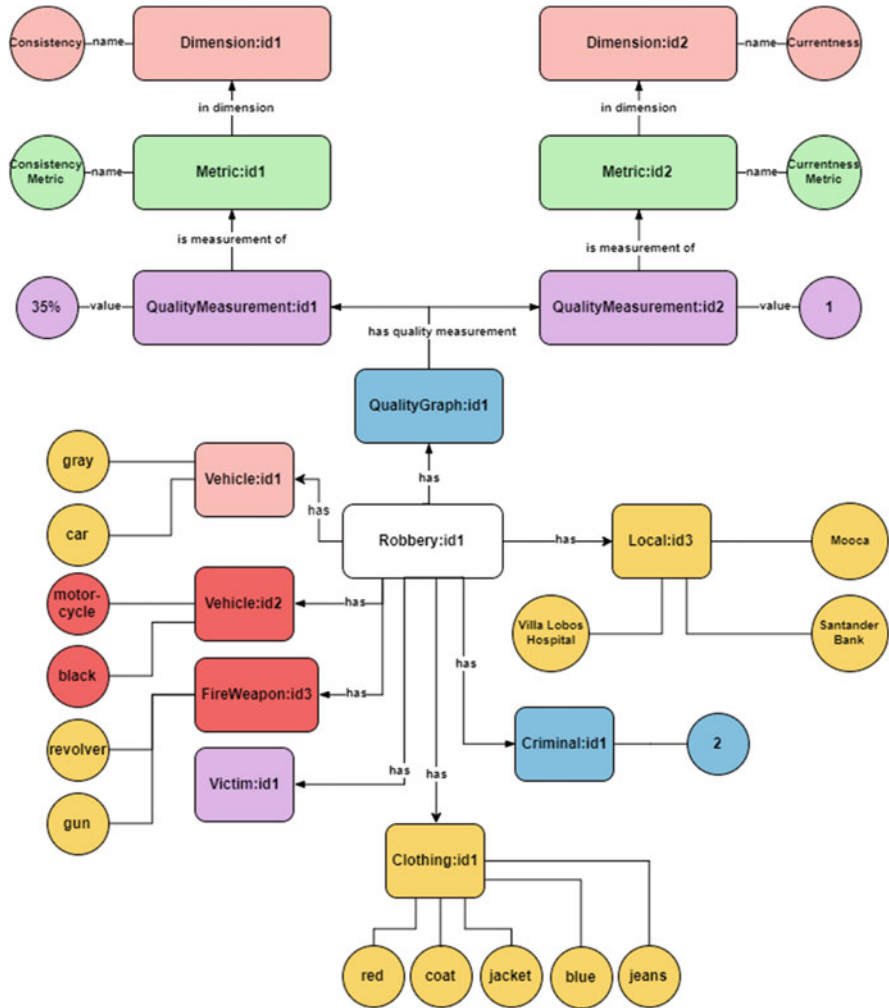 Consistency
name
Dimension:id1
Dimension:id2
name
Currentness
in dimension
in dimension
Consistency
Metric
name
Metric:id1
Metric:id2
name
Currentness
Metric
is measurement of
is measurement of
35%
value
QualityMeasurement:id1
QualityMeasurement:id2
value
1
has quality measurement
QualityGraph:id1
gray
Vehicle:id1
has
has
car
Robbery:id1
has
Local:id3
Mooca
motor-
cycle
Vehicle:id2
has
Villa Lobos
Hospital
Santander
Bank
black
has
FireWeapon:id3
has
revolver
Criminal:id1
2
Victim:id1
has
has
gun
Clothing:id1
red
coat
jacket
blue
jeans